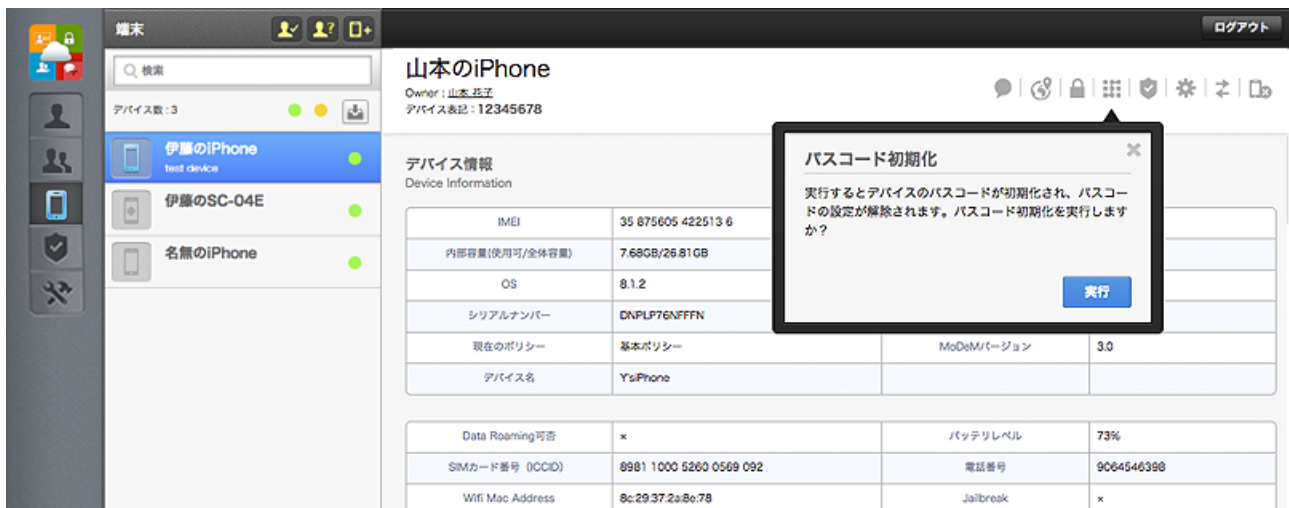 端末
ログアウト
検索
デバイス数:3
伊藤のiPhone
test device
伊藤のSC-04E
名無のiPhone
山本のiPhone
Owner : 山本 花子
デバイス表記 : 12345678
デバイス情報
Device Information
IMEI 35 875605 422513 6
内部容量(使用可/全体容量) 7.68GB/26.81GB
OS 8.1.2
シリアルナンバー DNPLP76NFFFN
現在のポリシー 基本ポリシー MoDeMバージョン 3.0
デバイス名 Y'siPhone
パスコード初期化
実行するとデバイスのパスコードが初期化され、パスコー
ドの設定が解除されます。パスコード初期化を実行します
か?
実行
Data Roaming可否 × バッテリレベル 73%
SIMカード番号 (ICCID) 8981 1000 5260 0569 092 電話番号 9064546398
Wifi Mac Address 8c:29:37:2a:8e:78 Jailbreak ×